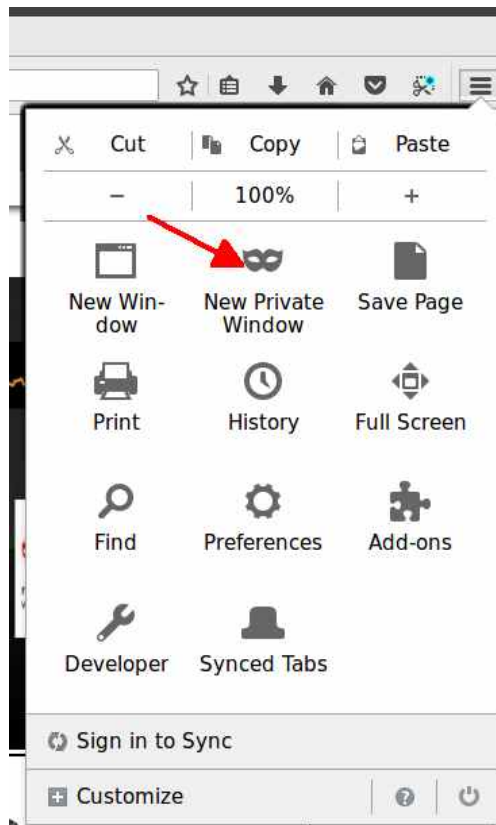 Cut Copy Paste
− 100% +
New Win-
dow
New Private
Window
Save Page
Print
History
Full Screen
Find
Preferences
Add-ons
Developer
Synced Tabs
Sign in to Sync
Customize